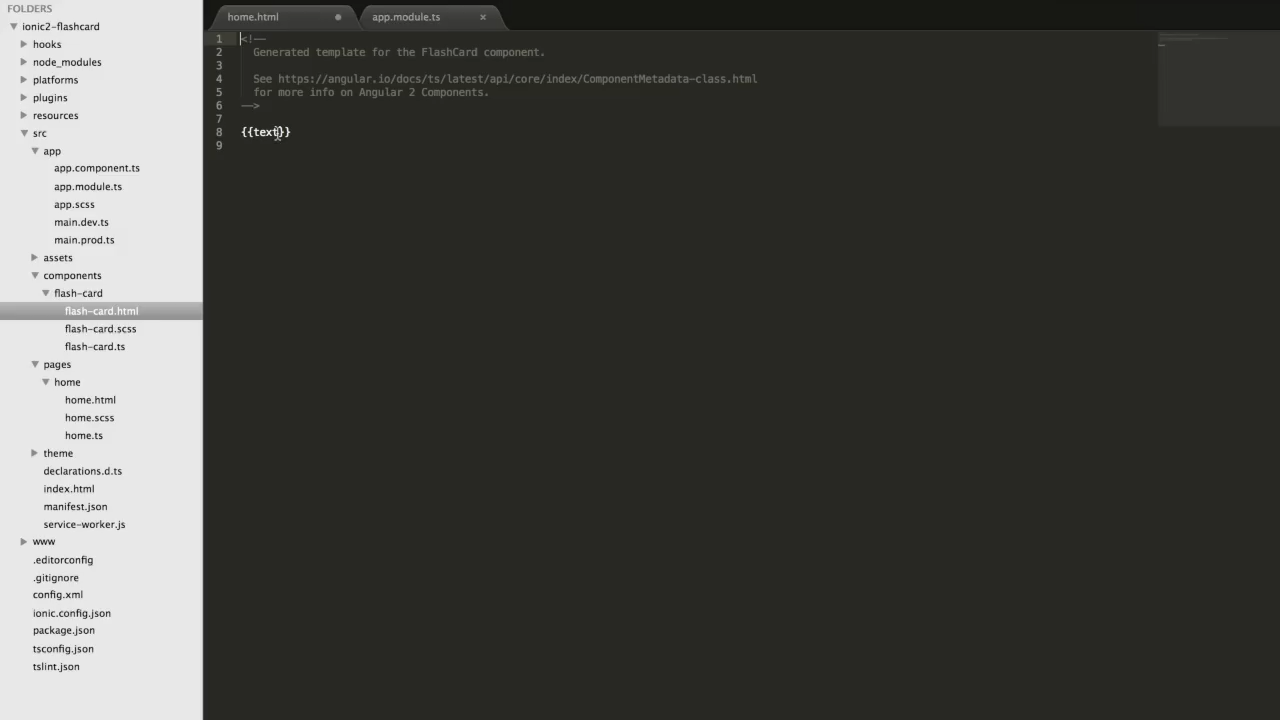 FOLDERS
ionic2-flashcard
hooks
node_modules
platforms
plugins
resources
src
app
app.component.ts
app.module.ts
app.scss
main.dev.ts
main.prod.ts
assets
components
flash-card
flash-card.html
flash-card.scss
flash-card.ts
pages
home
home.html
home.scss
home.ts
theme
declarations.d.ts
index.html
manifest.json
service-worker.js
www
.editorconfig
.gitignore
config.xml
ionic.config.json
package.json
tsconfig.json
tslint.json
home.html
app.module.ts
1 <!--
2 Generated template for the FlashCard component.
3
4 See https://angular.io/docs/ts/latest/api/core/index/ComponentMetadata-class.html
5 for more info on Angular 2 Components.
6 -->
7
8 {{text}}
9